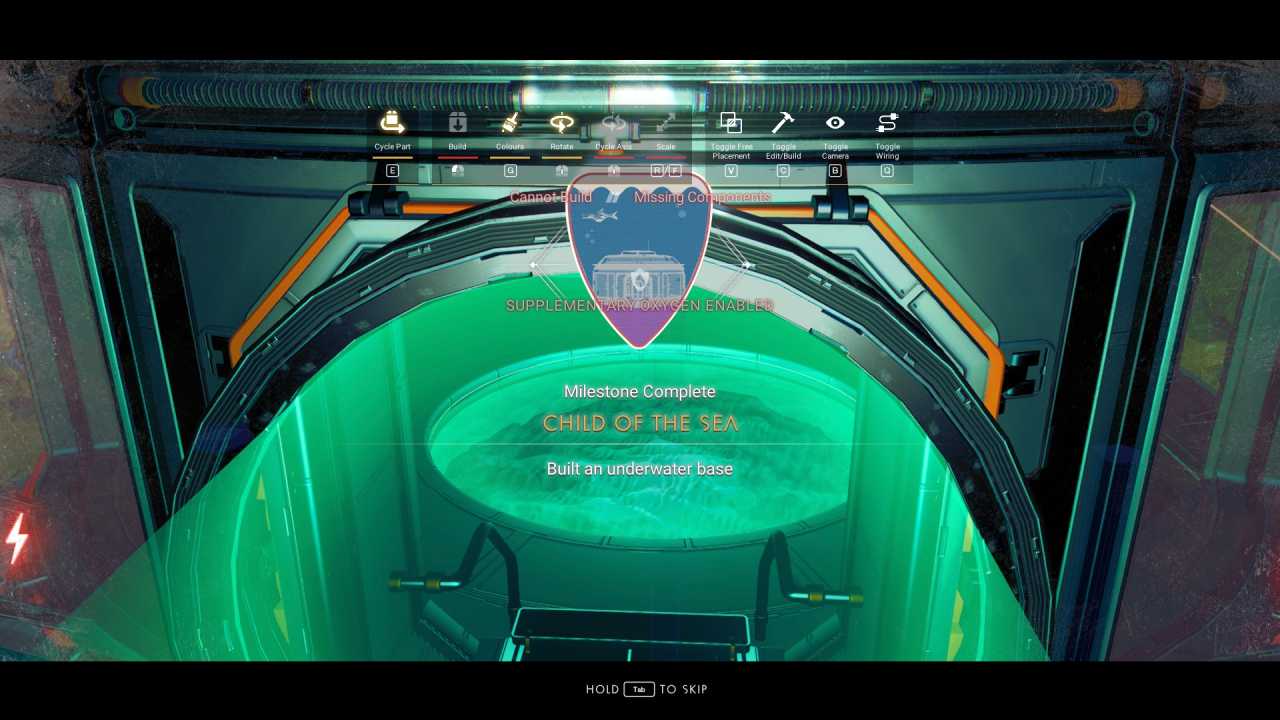 Cycle Part Build Colours Rotate Cycle Axis Scale Toggle Free Placement Toggle Edit/Build Toggle Camera Toggle Wiring
E G R/F V C B Q
Cannot Build Missing Components
SUPPLEMENTARY OXYGEN ENABLED
Milestone Complete
CHILD OF THE SEA
Built an underwater base
HOLD Tab TO SKIP